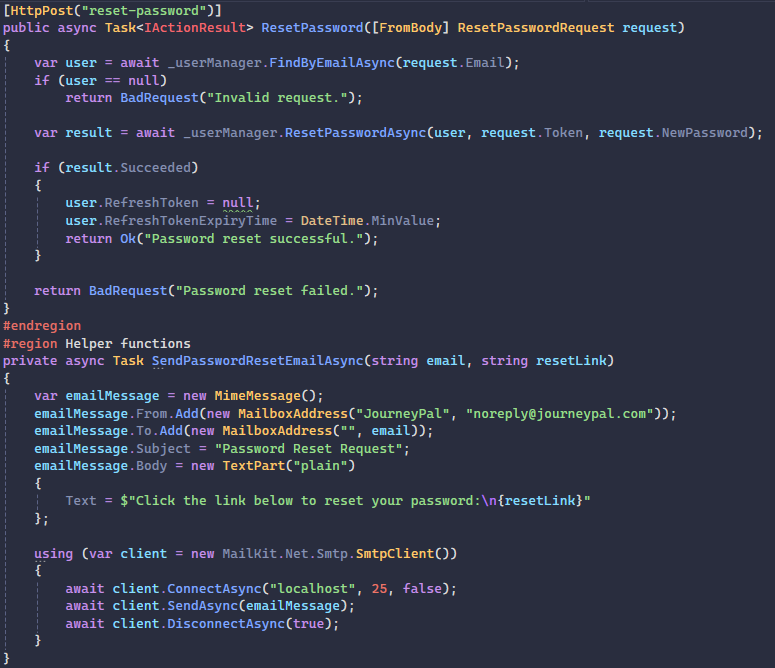 [HttpPost("reset-password")]
public async Task<IActionResult> ResetPassword([FromBody] ResetPasswordRequest request)
{
    var user = await _userManager.FindByEmailAsync(request.Email);
    if (user == null)
        return BadRequest("Invalid request.");

    var result = await _userManager.ResetPasswordAsync(user, request.Token, request.NewPassword);

    if (result.Succeeded)
    {
        user.RefreshToken = null;
        user.RefreshTokenExpiryTime = DateTime.MinValue;
        return Ok("Password reset successful.");
    }

    return BadRequest("Password reset failed.");
}
#endregion
#region Helper functions
private async Task SendPasswordResetEmailAsync(string email, string resetLink)
{
    var emailMessage = new MimeMessage();
    emailMessage.From.Add(new MailboxAddress("JourneyPal", "noreply@journeypal.com"));
    emailMessage.To.Add(new MailboxAddress("", email));
    emailMessage.Subject = "Password Reset Request";
    emailMessage.Body = new TextPart("plain")
    {
        Text = $"Click the link below to reset your password:\n{resetLink}"
    };

    using (var client = new MailKit.Net.Smtp.SmtpClient())
    {
        await client.ConnectAsync("localhost", 25, false);
        await client.SendAsync(emailMessage);
        await client.DisconnectAsync(true);
    }
}